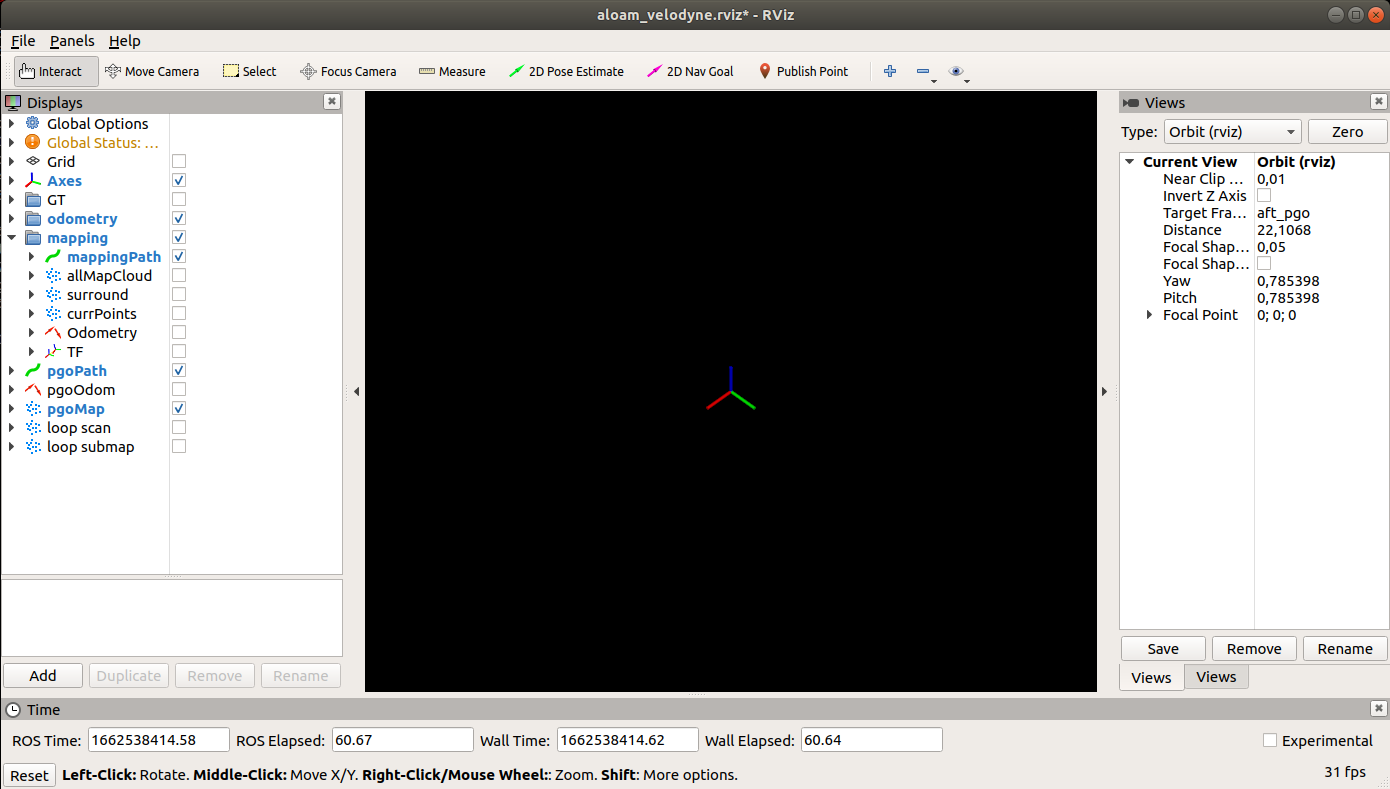 aloam_velodyne.rviz* - RViz
File Panels Help
Interact Move Camera Select Focus Camera Measure 2D Pose Estimate 2D Nav Goal Publish Point
Displays
Global Options
Global Status: ...
Grid
Axes
GT
odometry
mapping
mappingPath
allMapCloud
surround
currPoints
Odometry
TF
pgoPath
pgoOdom
pgoMap
loop scan
loop submap
Add Duplicate Remove Rename
Views
Type: Orbit (rviz) Zero
Current View Orbit (rviz)
Near Clip ... 0,01
Invert Z Axis
Target Fra... aft_pgo
Distance 22,1068
Focal Shap... 0,05
Focal Shap...
Yaw 0,785398
Pitch 0,785398
Focal Point 0; 0; 0
Save Remove Rename
Views Views
Time
ROS Time: 1662538414.58 ROS Elapsed: 60.67 Wall Time: 1662538414.62 Wall Elapsed: 60.64 Experimental
Reset Left-Click: Rotate. Middle-Click: Move X/Y. Right-Click/Mouse Wheel:: Zoom. Shift: More options. 31 fps